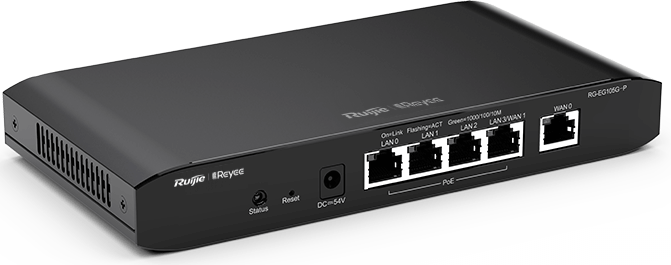 Ruijie | Reyee
RG-EG105G-P
On=Link Flashing=ACT Green=1000/100/10M
LAN 0 LAN 1 LAN 2 LAN 3/WAN 1 WAN 0
Ruijie | Reyee
Status Reset DC⎓54V PoE